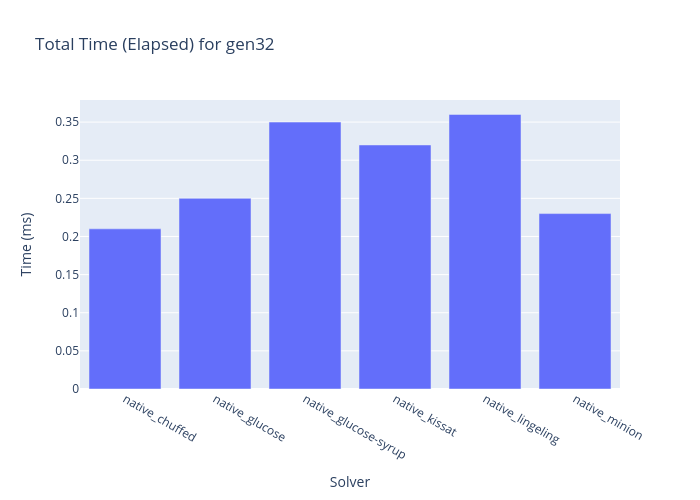 Total Time (Elapsed) for gen32
0.35
0.3
0.25
0.2
0.15
0.1
0.05
0
Time (ms)
native_chuffed
native_glucose
native_glucose-syrup
native_kissat
native_lingeling
native_minion
Solver